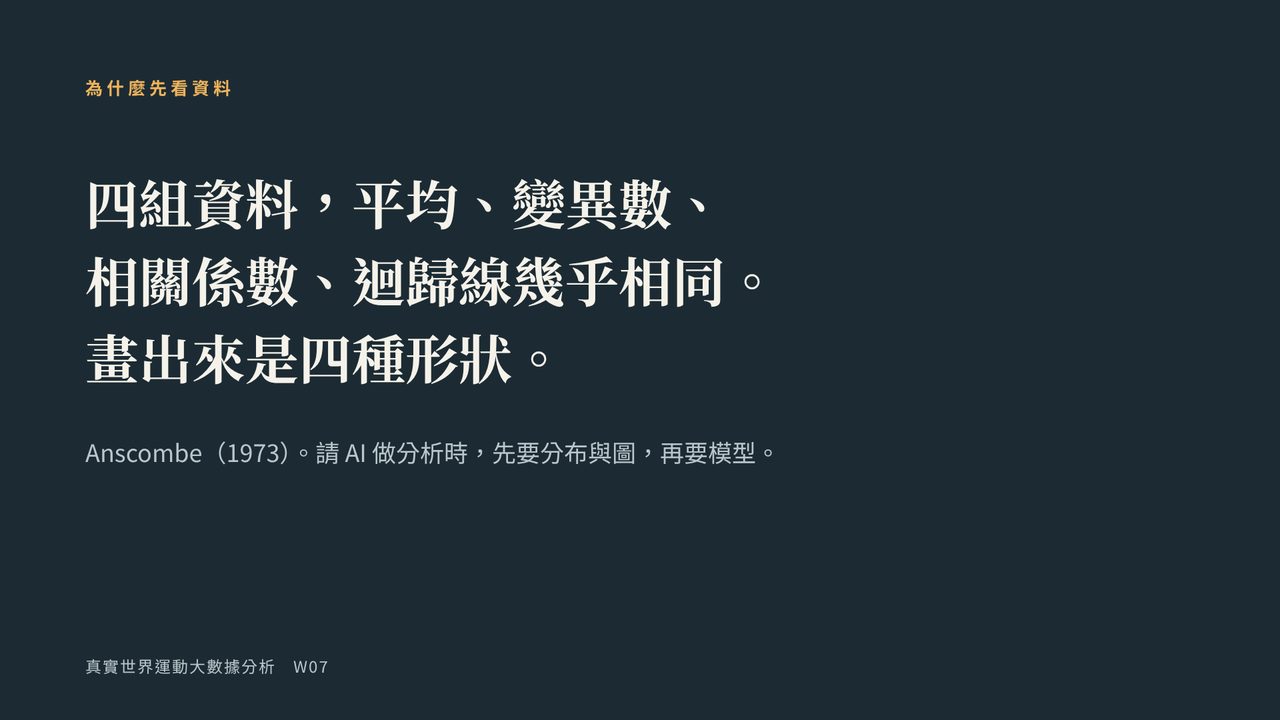 為什麼先看資料
四組資料，平均、變異數、
相關係數、迴歸線幾乎相同。
畫出來是四種形狀。
Anscombe（1973）。請 AI 做分析時，先要分布與圖，再要模型。
真實世界運動大數據分析　W07